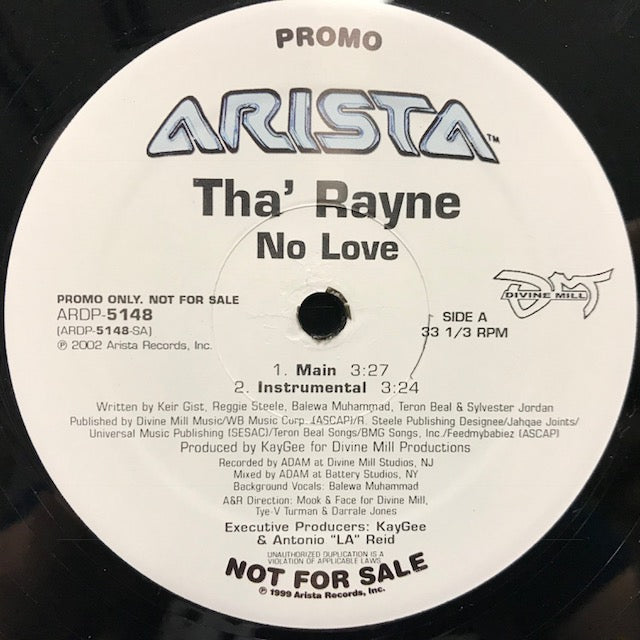 PROMO
ARISTA™
Tha' Rayne
No Love
PROMO ONLY. NOT FOR SALE
ARDP-5148
(ARDP-5148-SA)
℗ 2002 Arista Records, Inc.
DMT
DIVINE MILL
SIDE A
33 1/3 RPM
1. Main 3:27
2. Instrumental 3:24
Written by Keir Gist, Reggie Steele, Balewa Muhammad, Teron Beal & Sylvester Jordan
Published by Divine Mill Music/WB Music Corp. (ASCAP)/R. Steele Publishing Designee/Jahqae Joints/
Universal Music Publishing (SESAC)/Teron Beal Songs/BMG Songs, Inc./Feedmybabiez (ASCAP)
Produced by KayGee for Divine Mill Productions
Recorded by ADAM at Divine Mill Studios, NJ
Mixed by ADAM at Battery Studios, NY
Background Vocals: Balewa Muhammad
A&R Direction: Mook & Face for Divine Mill,
Tye-V Turman & Darrale Jones
Executive Producers: KayGee
& Antonio "LA" Reid
UNAUTHORIZED DUPLICATION IS A
VIOLATION OF APPLICABLE LAWS
NOT FOR SALE
℗ 1999 Arista Records, Inc.